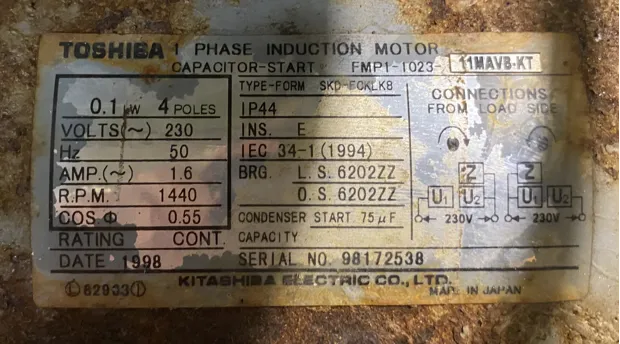 TOSHIBA 1 PHASE INDUCTION MOTOR
CAPACITOR-START FMP1-1023- 11MAVB-KT
0.1 kW 4 POLES
VOLTS(~) 230
Hz 50
AMP.(~) 1.6
R.P.M. 1440
COS Φ 0.55
RATING CONT.
DATE 1998
TYPE-FORM SKD-FCKLK8
IP44
INS. E
IEC 34-1(1994)
BRG. L.S. 6202ZZ
O.S. 6202ZZ
CONDENSER START 75μF
CAPACITY
SERIAL NO. 98172538
CONNECTIONS
FROM LOAD SIDE
Z Z
U1 U2 U1 U2
230V 230V
KITASHIBA ELECTRIC CO., LTD.
MADE IN JAPAN